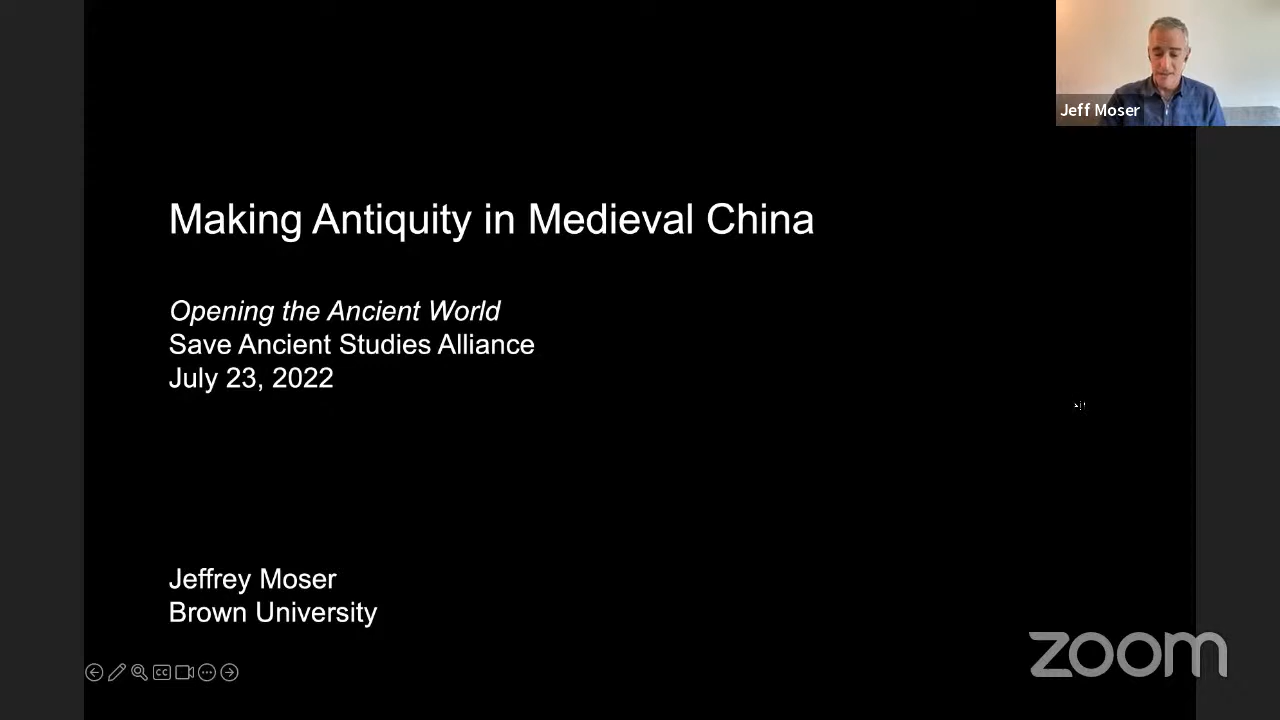 Jeff Moser
Making Antiquity in Medieval China
Opening the Ancient World
Save Ancient Studies Alliance
July 23, 2022
Jeffrey Moser
Brown University
CC
zoom